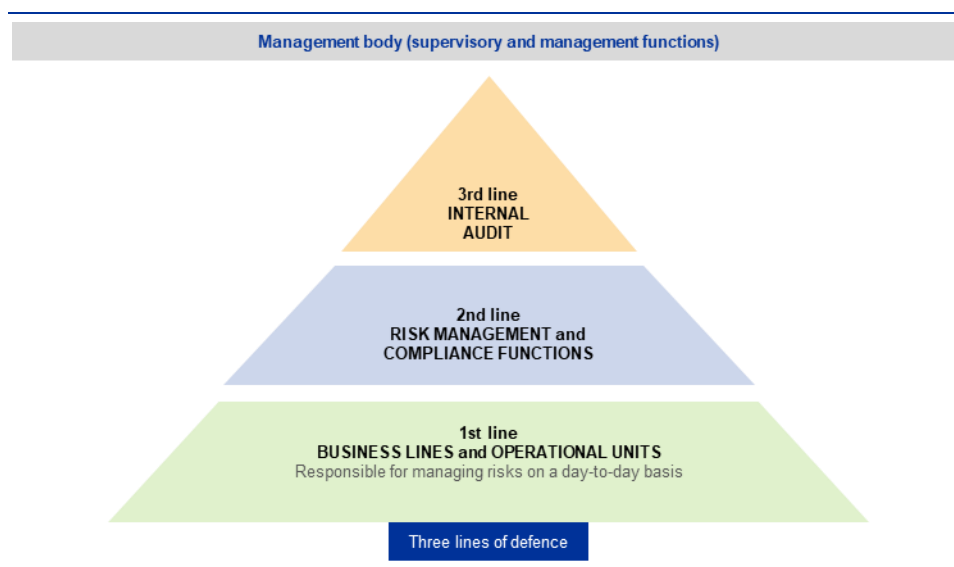 Management body (supervisory and management functions)
3rd line
INTERNAL
AUDIT
2nd line
RISK MANAGEMENT and
COMPLIANCE FUNCTIONS
1st line
BUSINESS LINES and OPERATIONAL UNITS
Responsible for managing risks on a day-to-day basis
Three lines of defence